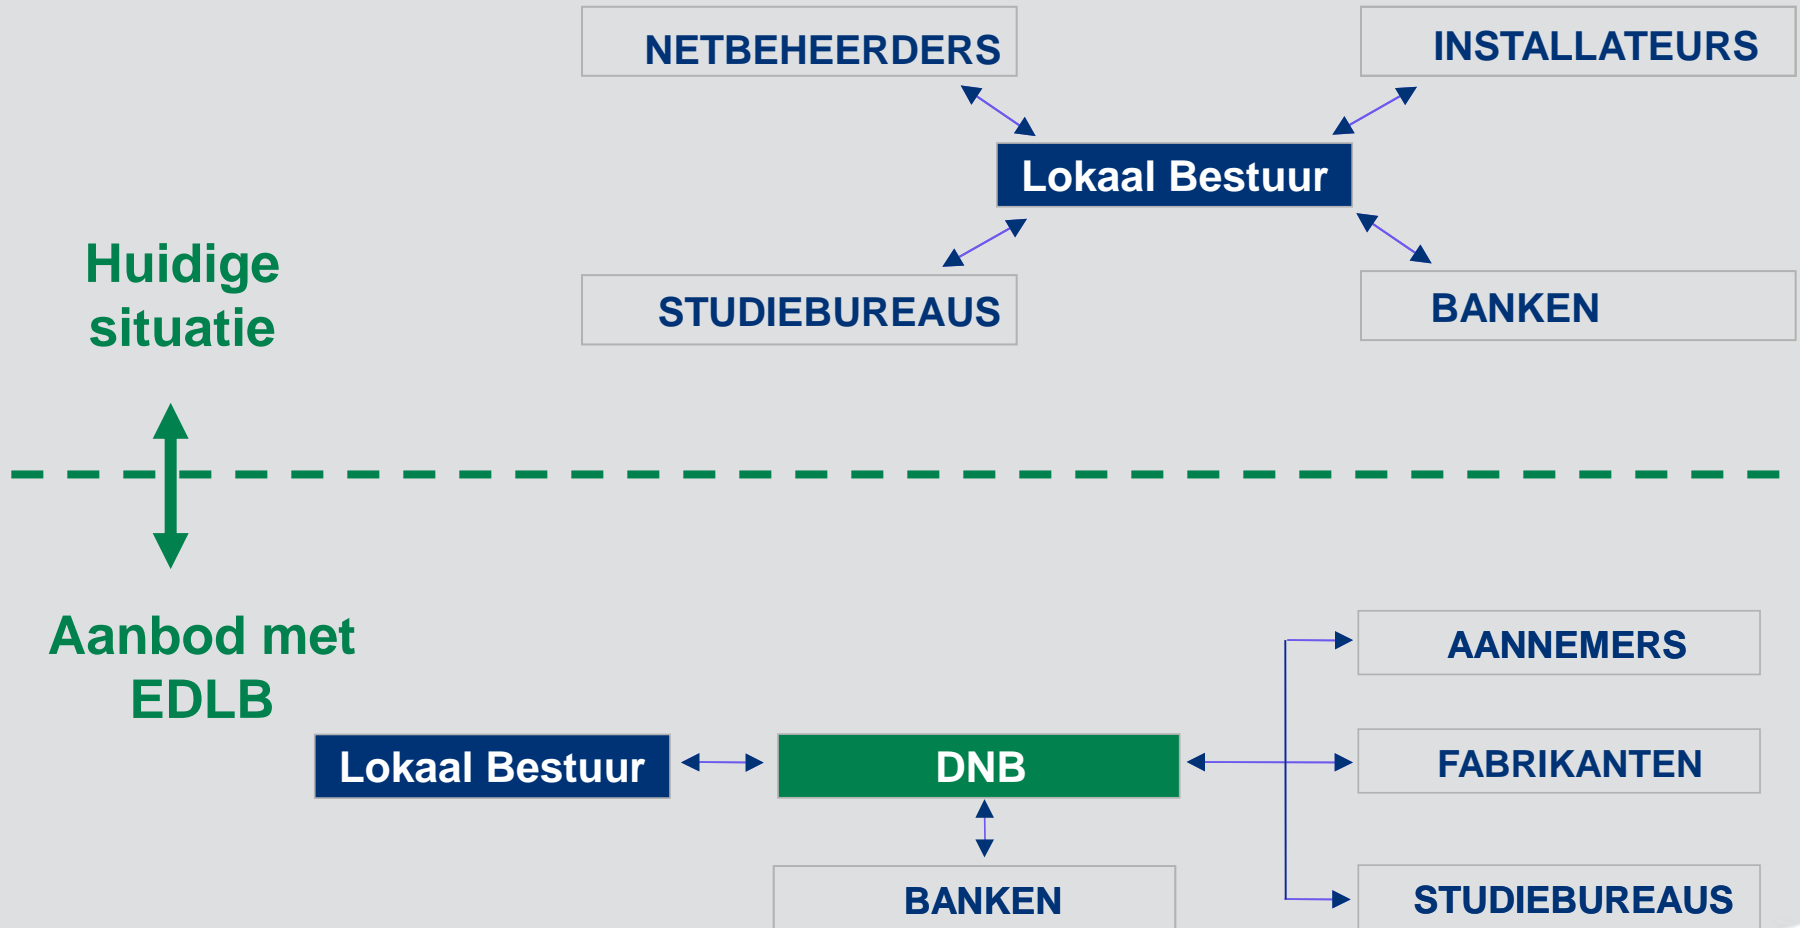 NETBEHEERDERS
INSTALLATEURS
Lokaal Bestuur
STUDIEBUREAUS
BANKEN
Huidige
situatie
Aanbod met
EDLB
AANNEMERS
Lokaal Bestuur
DNB
FABRIKANTEN
BANKEN
STUDIEBUREAUS